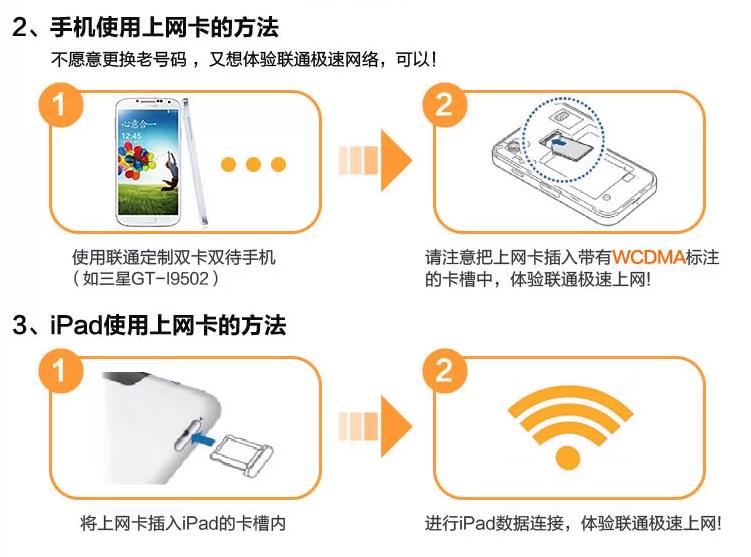 2、手机使用上网卡的方法
不愿意更换老号码，又想体验联通极速网络，可以！
1
2
12:45
心意合一
使用联通定制双卡双待手机
（如三星GT-I9502）
请注意把上网卡插入带有WCDMA标注
的卡槽中，体验联通极速上网！
3、iPad使用上网卡的方法
1
2
将上网卡插入iPad的卡槽内
进行iPad数据连接，体验联通极速上网！